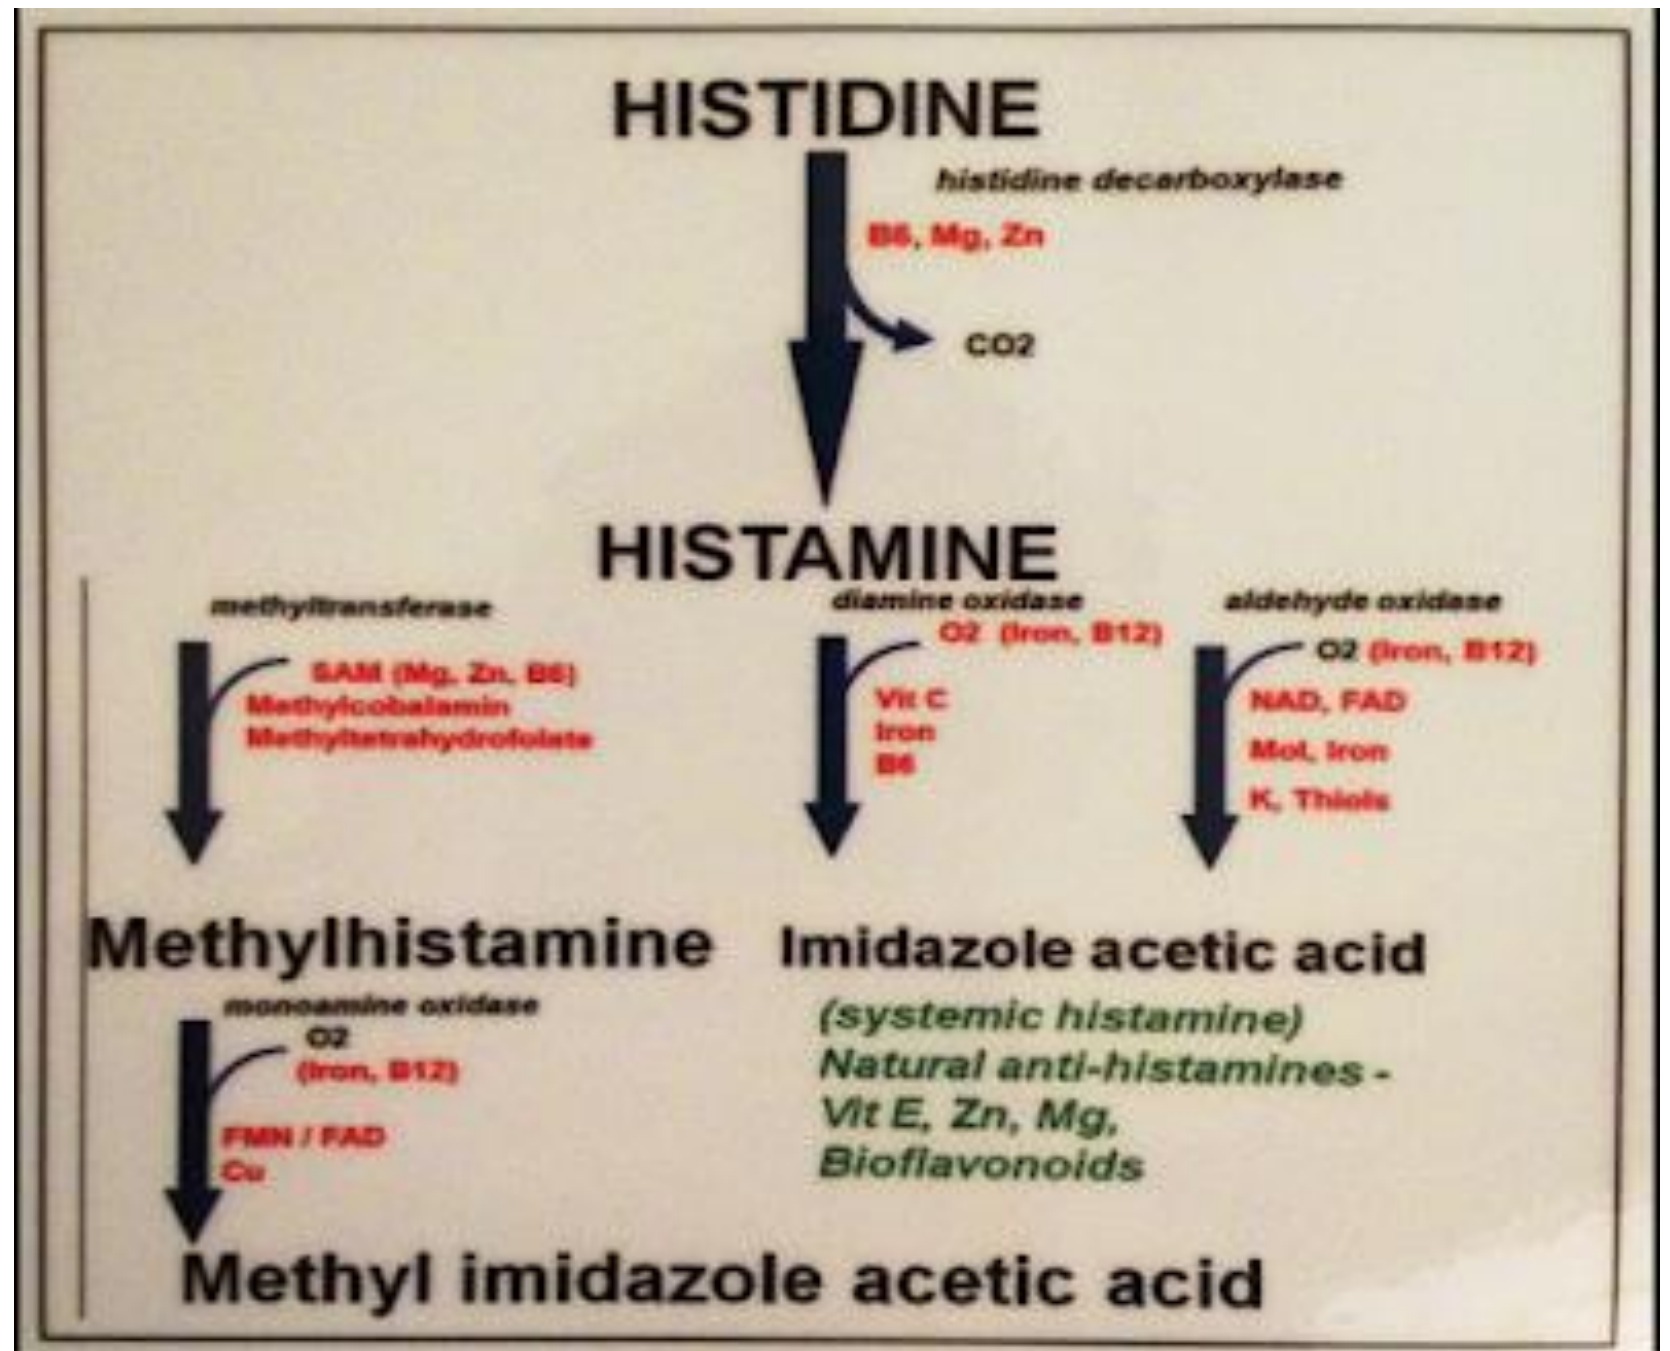 HISTIDINE
histidine decarboxylase
B6, Mg, Zn
CO2
HISTAMINE
methyltransferase
SAM (Mg, Zn, B6)
Methylcobalamin
Methyltetrahydrofolate
diamine oxidase
O2 (Iron, B12)
Vit C
Iron
B6
aldehyde oxidase
O2 (Iron, B12)
NAD, FAD
Mol, Iron
K, Thiols
Methylhistamine
monoamine oxidase
O2
(Iron, B12)
FMN / FAD
Cu
Imidazole acetic acid
(systemic histamine)
Natural anti-histamines -
Vit E, Zn, Mg,
Bioflavonoids
Methyl imidazole acetic acid